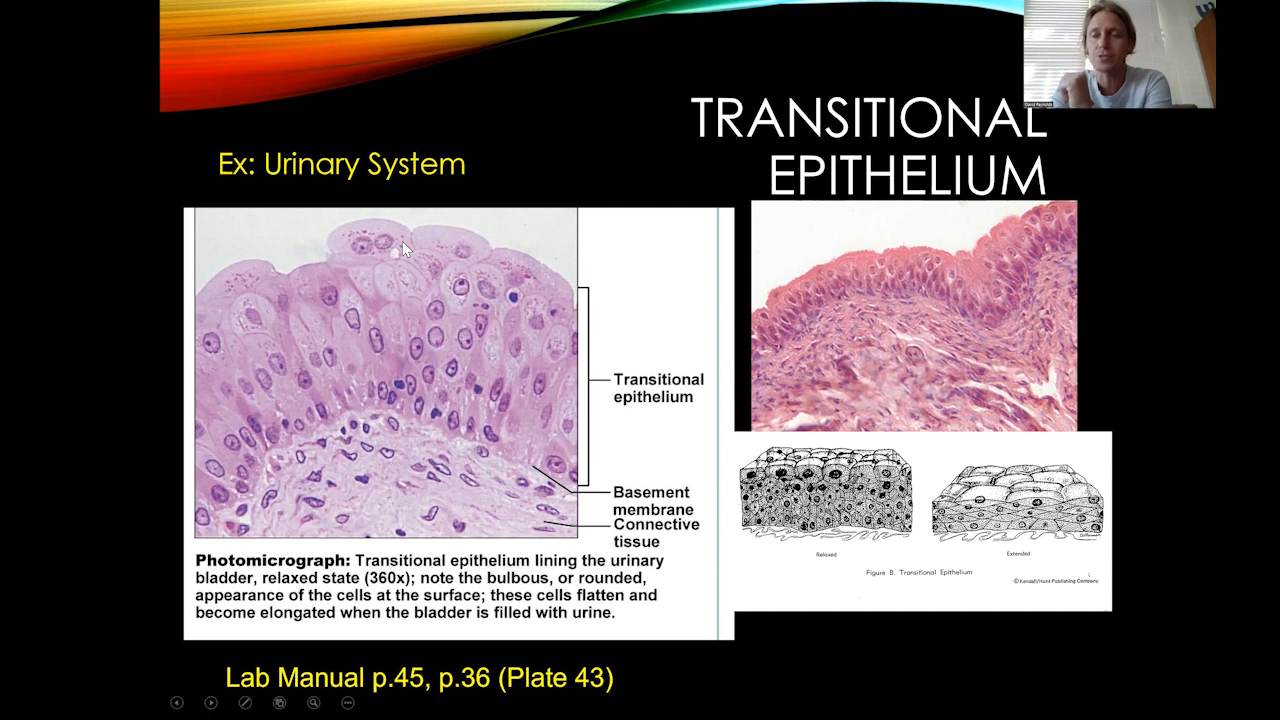 David Reynolds
TRANSITIONAL
EPITHELIUM
Ex: Urinary System
Transitional
epithelium
Basement
membrane
Connective
tissue
Photomicrograph: Transitional epithelium lining the urinary
bladder, relaxed state (360x); note the bulbous, or rounded,
appearance of the cells at the surface; these cells flatten and
become elongated when the bladder is filled with urine.
Relaxed
Extended
Figure B. Transitional Epithelium
©Kendall/Hunt Publishing Company
Lab Manual p.45, p.36 (Plate 43)